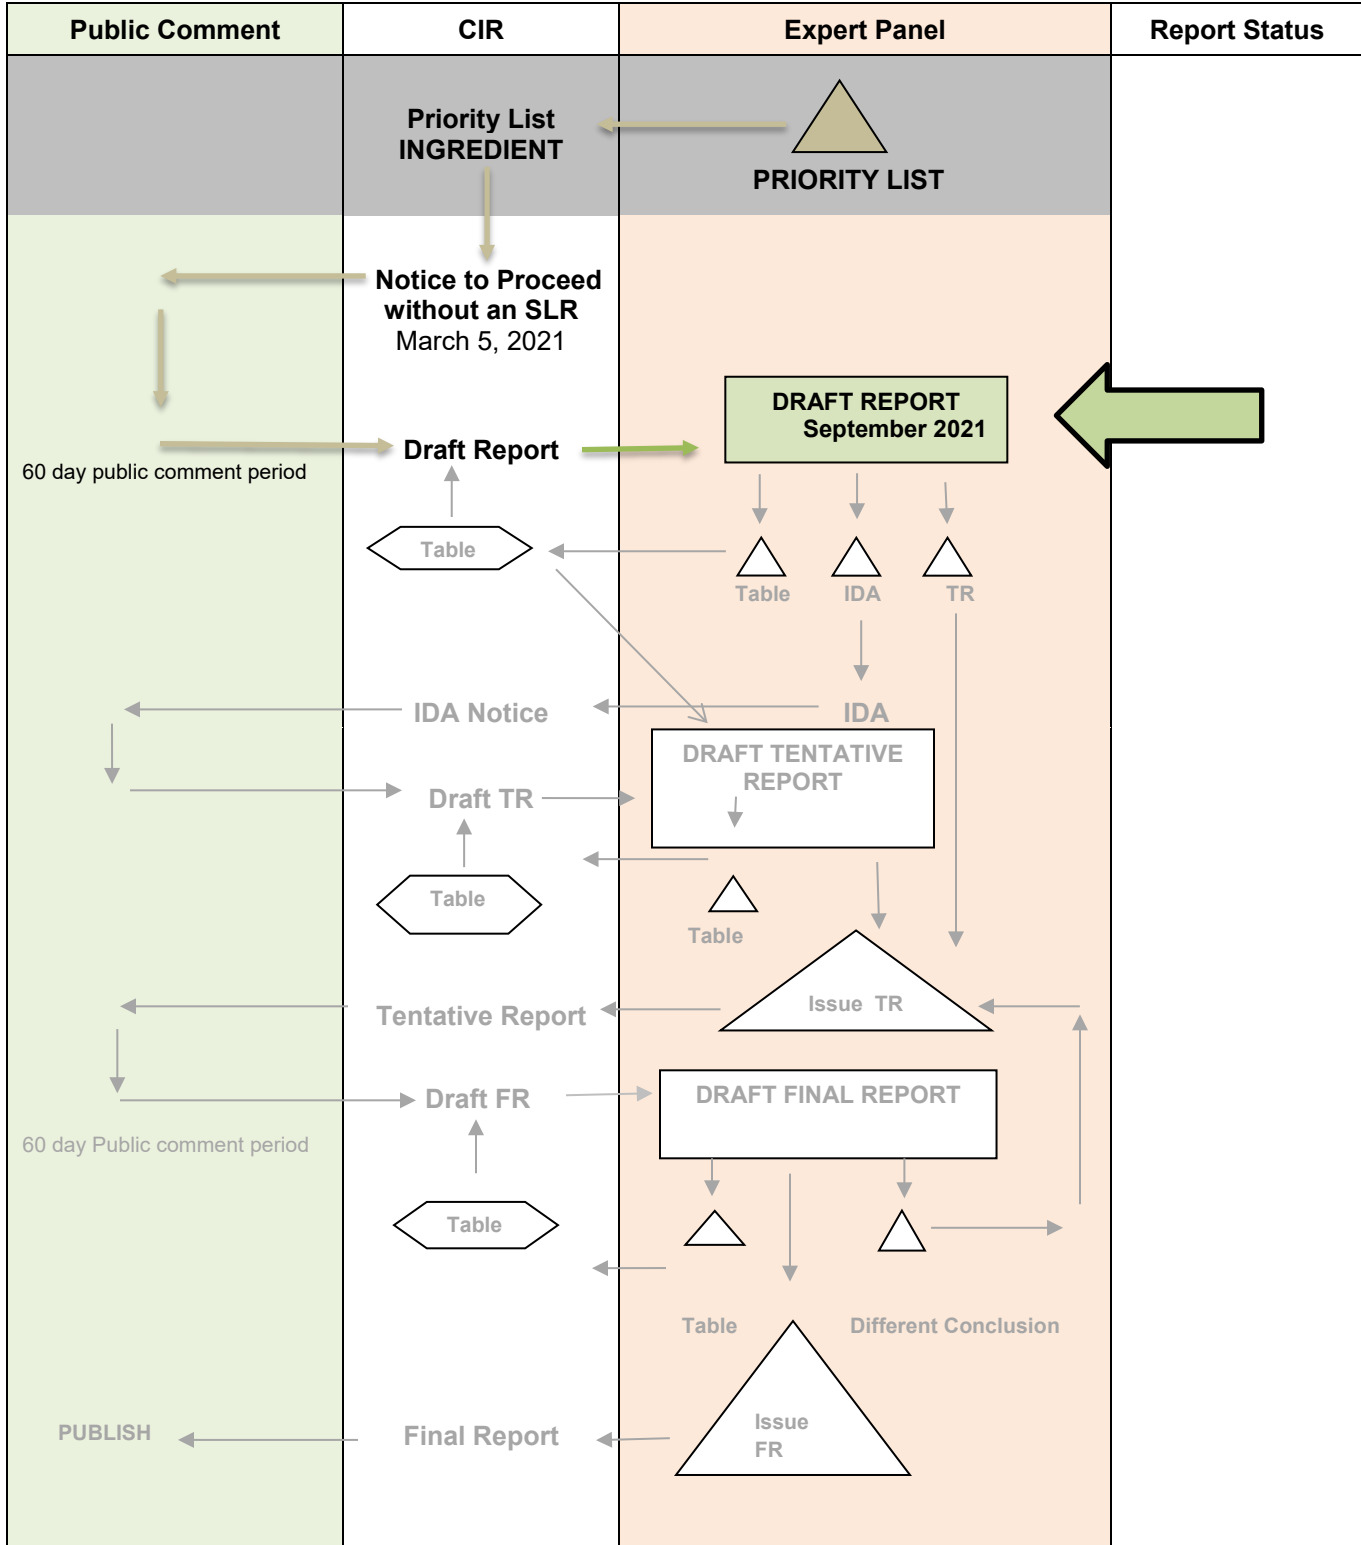 Public Comment
CIR
Expert Panel
Report Status
Priority List
INGREDIENT
PRIORITY LIST
Notice to Proceed
without an SLR
March 5, 2021
DRAFT REPORT
September 2021
60 day public comment period
Draft Report
Table
Table
IDA
TR
IDA Notice
IDA
DRAFT TENTATIVE
REPORT
Draft TR
Table
Table
Issue TR
Tentative Report
DRAFT FINAL REPORT
Draft FR
60 day Public comment period
Table
Table
Different Conclusion
Issue
FR
PUBLISH
Final Report